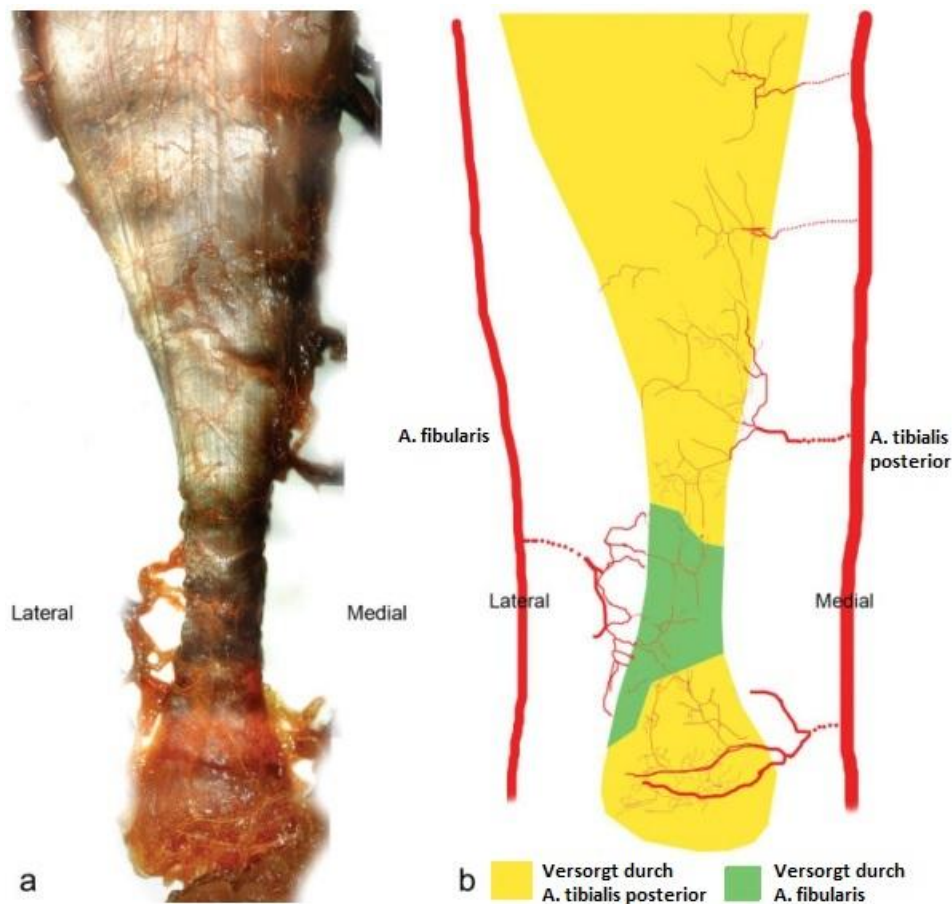 A. fibularis
A. tibialis
posterior
Lateral
Medial
Lateral
Medial
a
b
Versorgt durch
A. tibialis posterior
Versorgt durch
A. fibularis